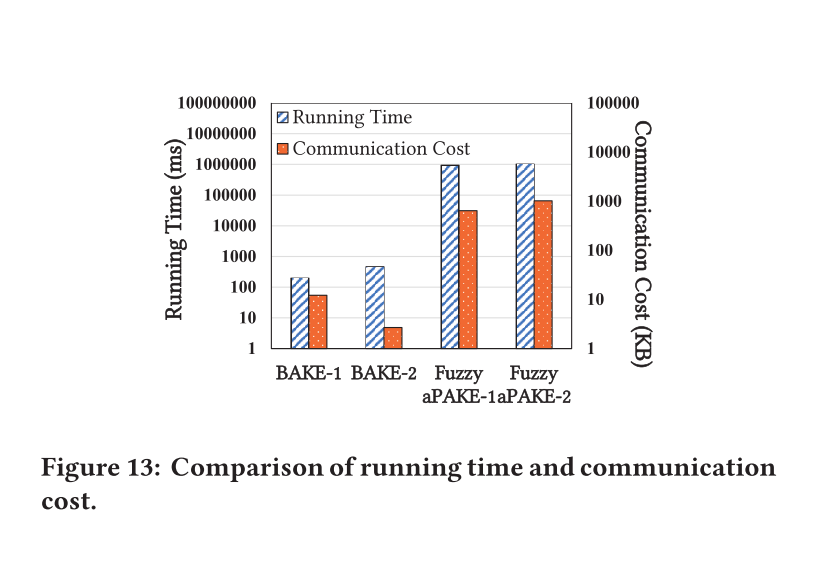 100000000
10000000
1000000
100000
10000
1000
100
10
1
Running Time (ms)
Running Time
Communication Cost
100000
10000
1000
100
10
1
Communication Cost (KB)
BAKE-1 BAKE-2 Fuzzy Fuzzy
aPAKE-1aPAKE-2
Figure 13: Comparison of running time and communication
cost.